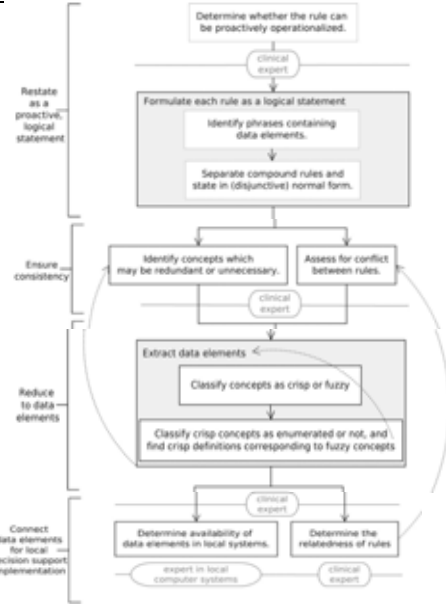 Determine whether the rule can
be proactively operationalized.
clinical
expert
Restate
as a
proactive,
logical
statement
Formulate each rule as a logical statement
Identify phrases containing
data elements.
Separate compound rules and
state in (disjunctive) normal form.
Ensure
consistency
Identify concepts which
may be redundant or unnecessary.
Assess for conflict
between rules.
clinical
expert
Reduce
to data
elements
Extract data elements
Classify concepts as crisp or fuzzy
Classify crisp concepts as enumerated or not, and
find crisp definitions corresponding to fuzzy concepts
clinical
expert
Connect
data elements
for local
decision support
implementation
Determine availability of
data elements in local systems.
Determine the
relatedness of rules
expert in local
computer systems
clinical
expert